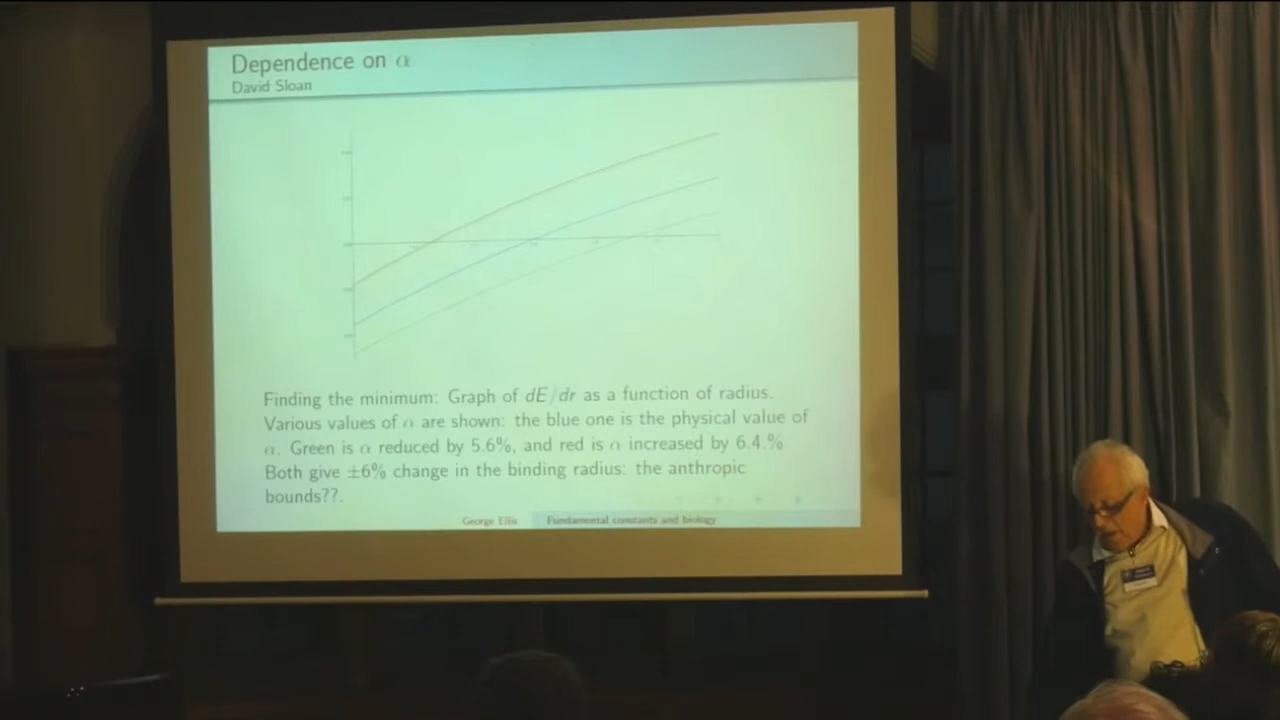 Dependence on α
David Sloan
Finding the minimum: Graph of dE/dr as a function of radius.
Various values of α are shown: the blue one is the physical value of
α. Green is α reduced by 5.6%, and red is α increased by 6.4.%
Both give ±6% change in the binding radius: the anthropic
bounds??.
George Ellis Fundamental constants and biology